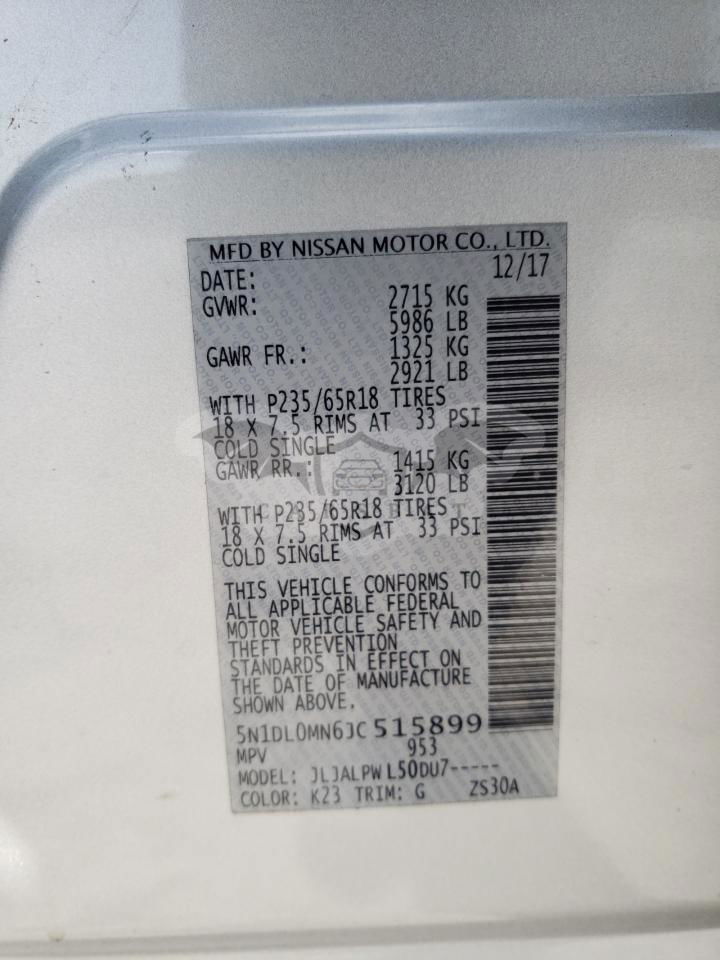 MFD BY NISSAN MOTOR CO., LTD.
DATE: 12/17
GVWR: 2715 KG
5986 LB
GAWR FR.: 1325 KG
2921 LB
WITH P235/65R18 TIRES
18 X 7.5 RIMS AT 33 PSI
COLD SINGLE
GAWR RR.: 1415 KG
3120 LB
WITH P235/65R18 TIRES
18 X 7.5 RIMS AT 33 PSI
COLD SINGLE
THIS VEHICLE CONFORMS TO
ALL APPLICABLE FEDERAL
MOTOR VEHICLE SAFETY AND
THEFT PREVENTION
STANDARDS IN EFFECT ON
THE DATE OF MANUFACTURE
SHOWN ABOVE.
5N1DL0MN6JC515899
MPV 953
MODEL: JLJALPWL50DU7-----
COLOR: K23 TRIM: G ZS30A